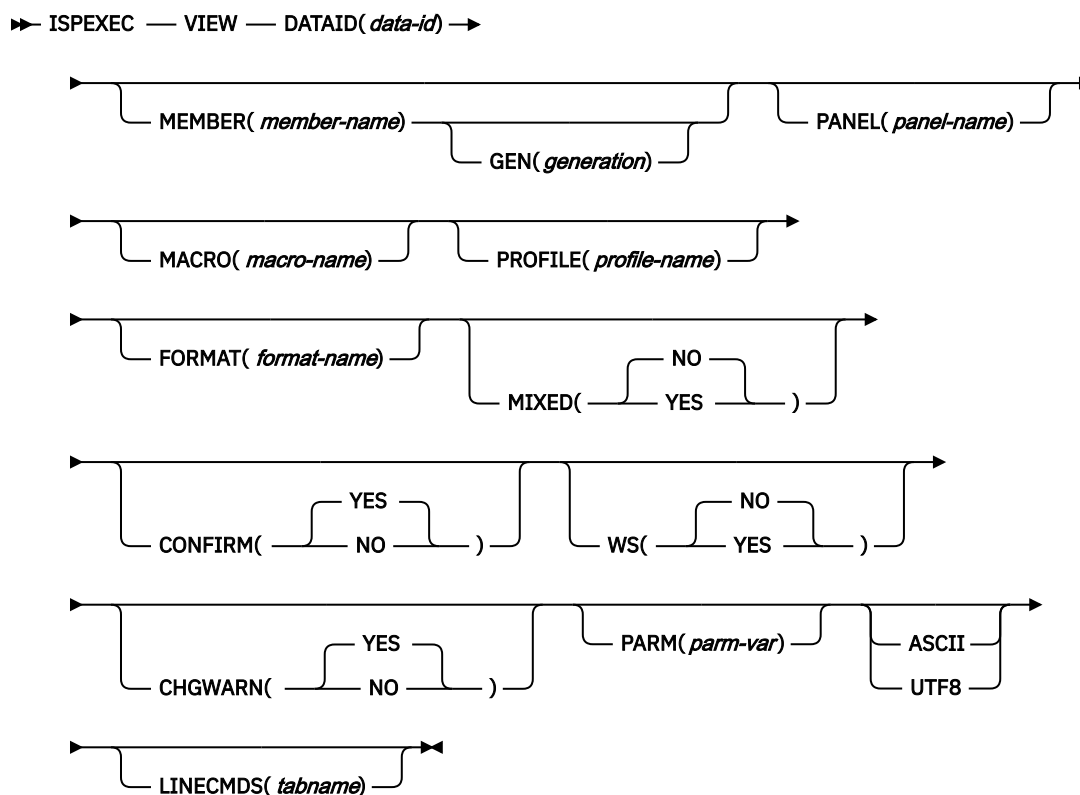 ISPEXEC VIEW DATAID( data-id)
MEMBER( member-name) PANEL( panel-name)
GEN( generation)
MACRO( macro-name) PROFILE( profile-name)
FORMAT( format-name) NO
MIXED( YES )
YES NO
CONFIRM( NO ) WS( YES )
YES PARM( parm-var) ASCII
CHGWARN( NO ) UTF8
LINECMDS( tabname)